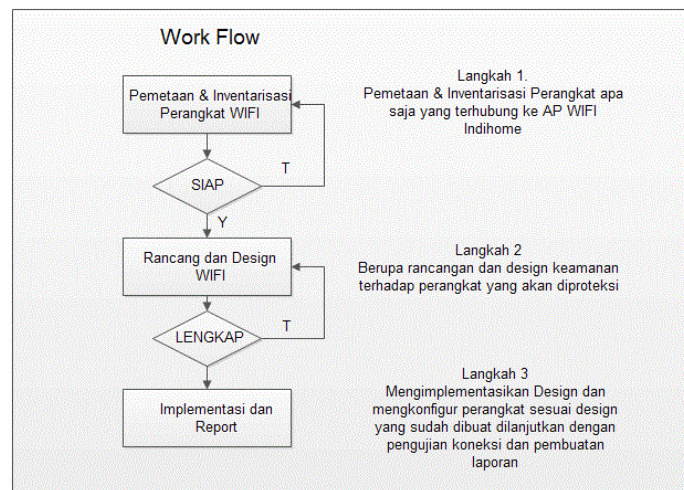 Work Flow
Pemetaan & Inventarisasi
Perangkat WIFI
Langkah 1.
Pemetaan & Inventarisasi Perangkat apa
saja yang terhubung ke AP WIFI
Indihome
SIAP
T
Y
Rancang dan Design
WIFI
Langkah 2
Berupa rancangan dan design keamanan
terhadap perangkat yang akan diproteksi
LENGKAP
T
Implementasi dan
Report
Langkah 3
Mengimplementasikan Design dan
mengkonfigur perangkat sesuai design
yang sudah dibuat dilanjutkan dengan
pengujian koneksi dan pembuatan
laporan